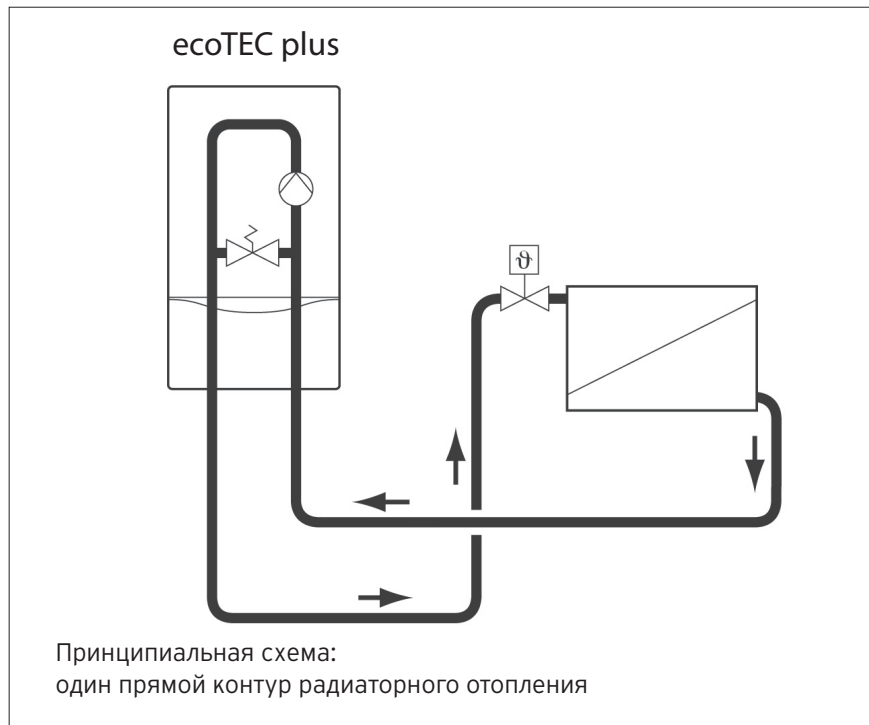 ecoTEC plus
ϑ
Принципиальная схема:
один прямой контур радиаторного отопления